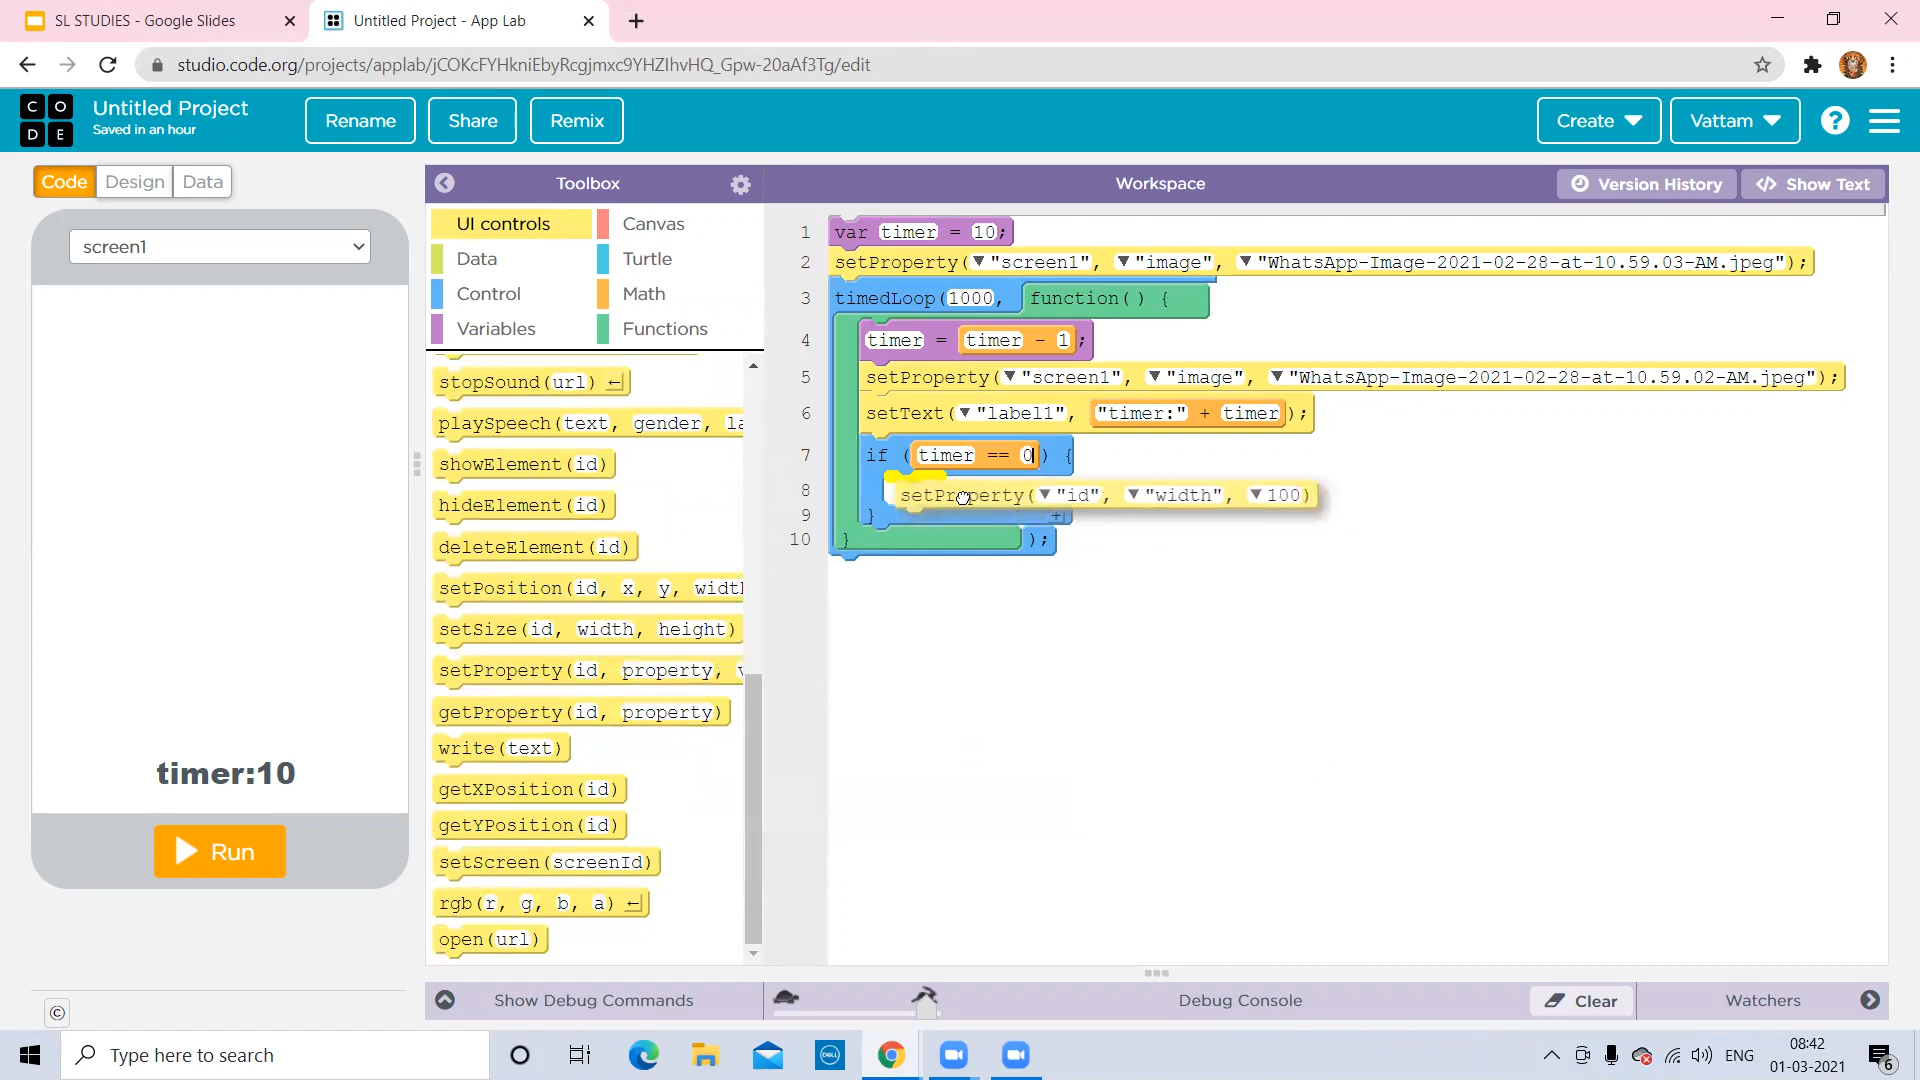 SL STUDIES - Google Slides
Untitled Project - App Lab
studio.code.org/projects/applab/jCOKcFYHkniEbyRcgjmxc9YHZIhvHQ_Gpw-20aAf3Tg/edit
C O D E
Untitled Project
Saved in an hour
Rename
Share
Remix
Create
Vattam
?
Code
Design
Data
screen1
timer:10
Run
©
Toolbox
UI controls
Canvas
Data
Turtle
Control
Math
Variables
Functions
stopSound(url)
playSpeech(text, gender, la
showElement(id)
hideElement(id)
deleteElement(id)
setPosition(id, x, y, widt
setSize(id, width, height)
setProperty(id, property, v
getProperty(id, property)
write(text)
getXPosition(id)
getYPosition(id)
setScreen(screenId)
rgb(r, g, b, a)
open(url)
Workspace
Version History
Show Text
1 var timer = 10;
2 setProperty("screen1", "image", "WhatsApp-Image-2021-02-28-at-10.59.03-AM.jpeg");
3 timedLoop(1000, function() {
4 timer = timer - 1;
5 setProperty("screen1", "image", "WhatsApp-Image-2021-02-28-at-10.59.02-AM.jpeg");
6 setText("label1", "timer:" + timer);
7 if (timer == 0) {
8 setProperty("id", "width", 100)
9 } +
10 } );
Show Debug Commands
Debug Console
Clear
Watchers
Type here to search
DELL
ENG
08:42
01-03-2021
6